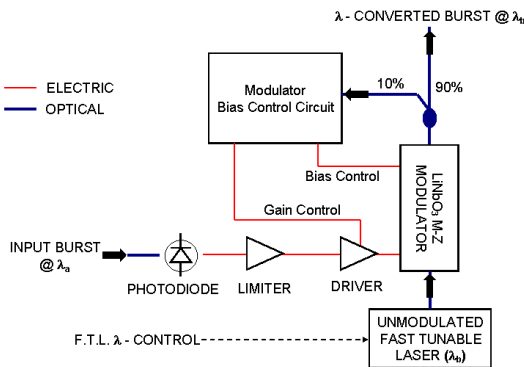 λ - CONVERTED BURST @ λb
ELECTRIC
OPTICAL
Modulator
Bias Control Circuit
10%
90%
LiNbO3 M-Z
MODULATOR
Bias Control
Gain Control
INPUT BURST
@ λa
PHOTODIODE
LIMITER
DRIVER
F.T.L. λ - CONTROL
UNMODULATED
FAST TUNABLE
LASER (λb)